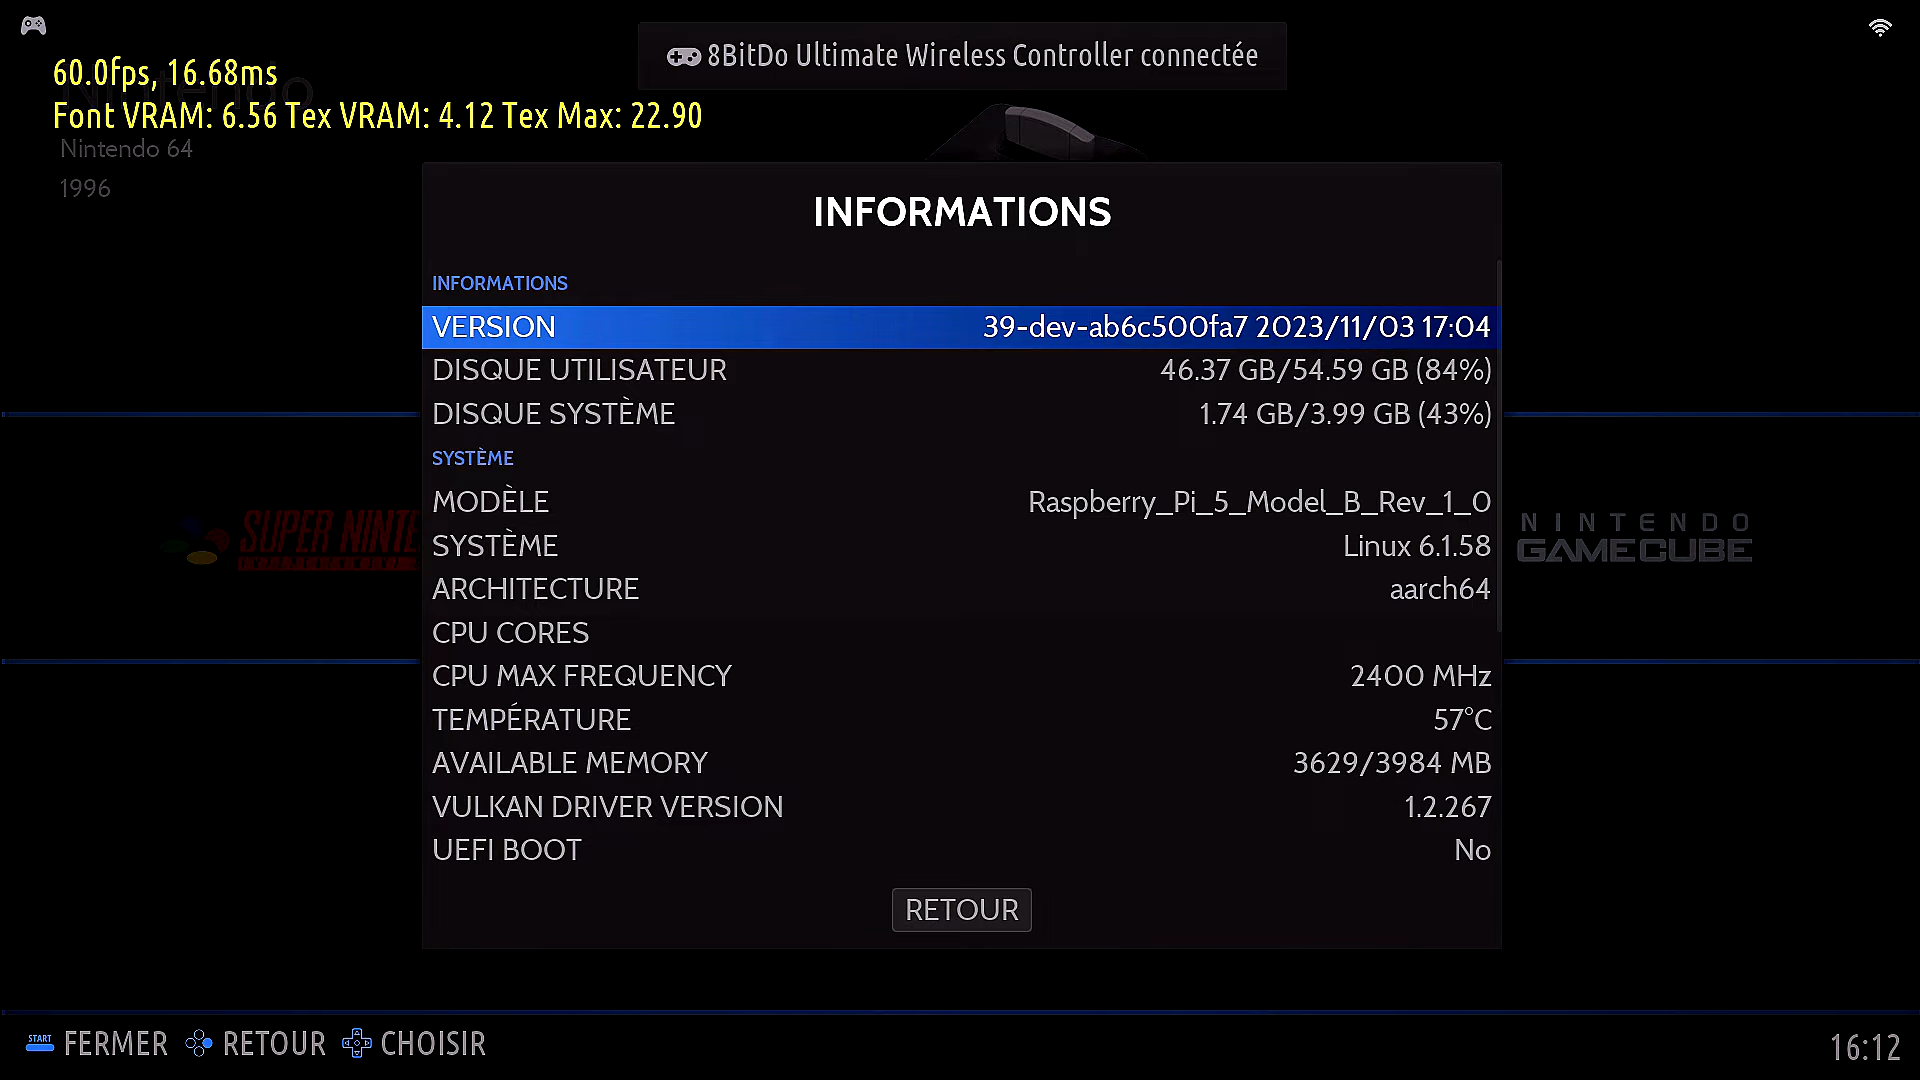 8BitDo Ultimate Wireless Controller connectée
60.0fps, 16.68ms
Font VRAM: 6.56 Tex VRAM: 4.12 Tex Max: 22.90
Nintendo 64
1996
INFORMATIONS
INFORMATIONS
VERSION 39-dev-ab6c500fa7 2023/11/03 17:04
DISQUE UTILISATEUR 46.37 GB/54.59 GB (84%)
DISQUE SYSTÈME 1.74 GB/3.99 GB (43%)
SYSTÈME
MODÈLE Raspberry_Pi_5_Model_B_Rev_1_0
SYSTÈME Linux 6.1.58
ARCHITECTURE aarch64
CPU CORES
CPU MAX FREQUENCY 2400 MHz
TEMPÉRATURE 57°C
AVAILABLE MEMORY 3629/3984 MB
VULKAN DRIVER VERSION 1.2.267
UEFI BOOT No
SUPER NINTE
NINTENDO
GAMECUBE
RETOUR
START FERMER RETOUR CHOISIR
16:12